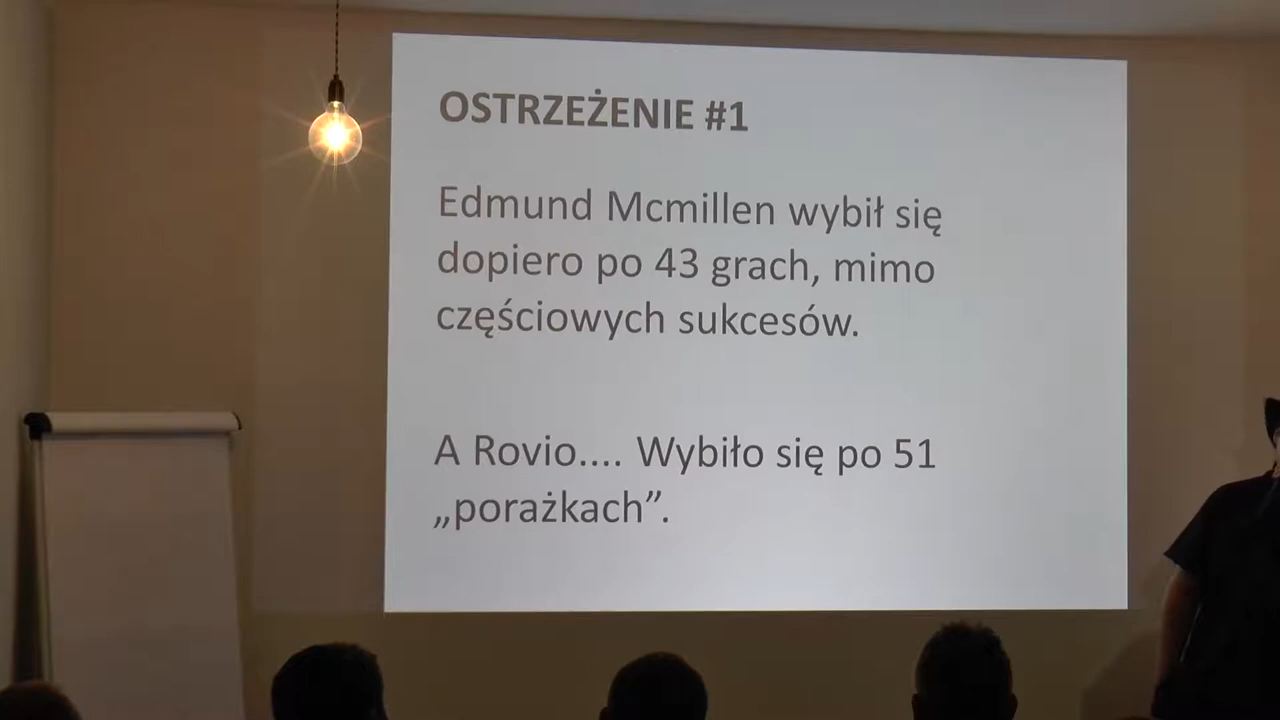 OSTRZEŻENIE #1
Edmund Mcmillen wybił się
dopiero po 43 grach, mimo
częściowych sukcesów.
A Rovio.... Wybiło się po 51
„porażkach”.